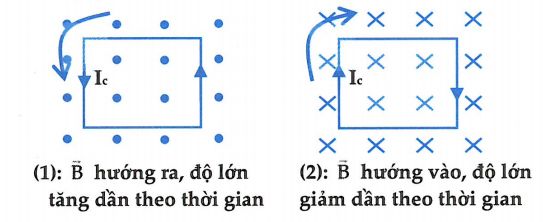 Ic
Ic
(1): B⃗ hướng ra, độ lớn
tăng dần theo thời gian
(2): B⃗ hướng vào, độ lớn
giảm dần theo thời gian